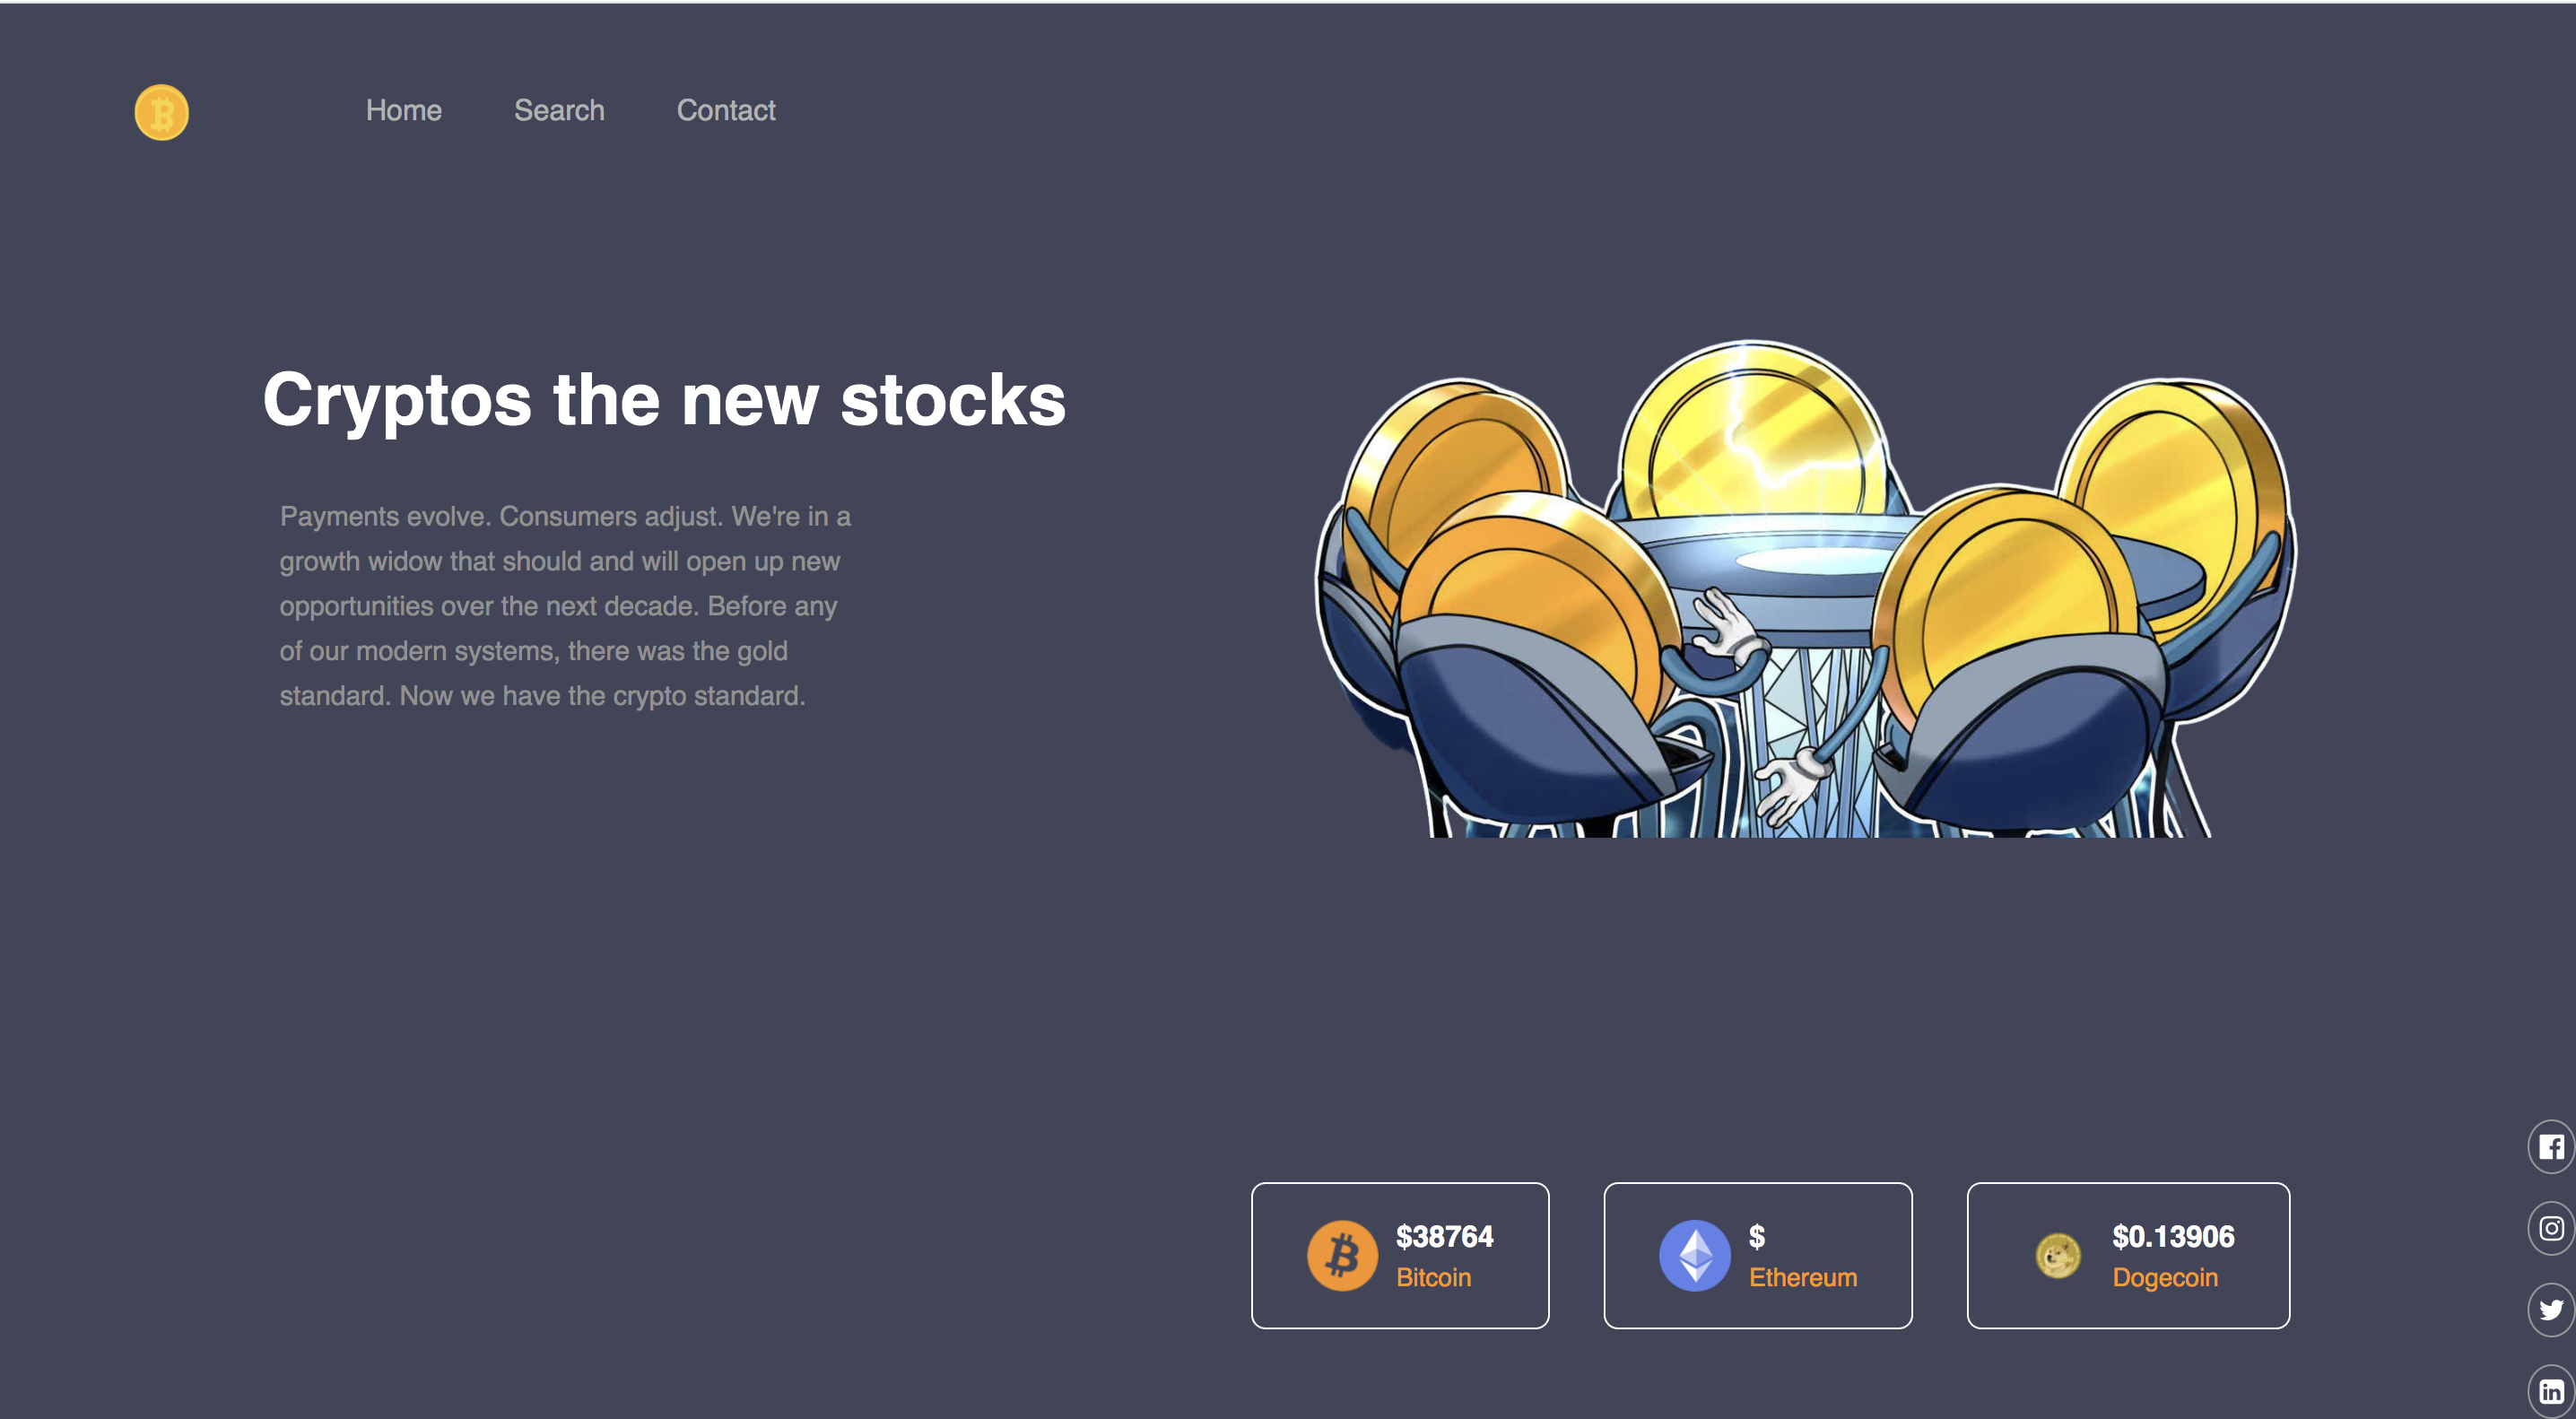 Home Search Contact
Cryptos the new stocks
Payments evolve. Consumers adjust. We're in a
growth widow that should and will open up new
opportunities over the next decade. Before any
of our modern systems, there was the gold
standard. Now we have the crypto standard.
$38764
Bitcoin
$
Ethereum
$0.13906
Dogecoin